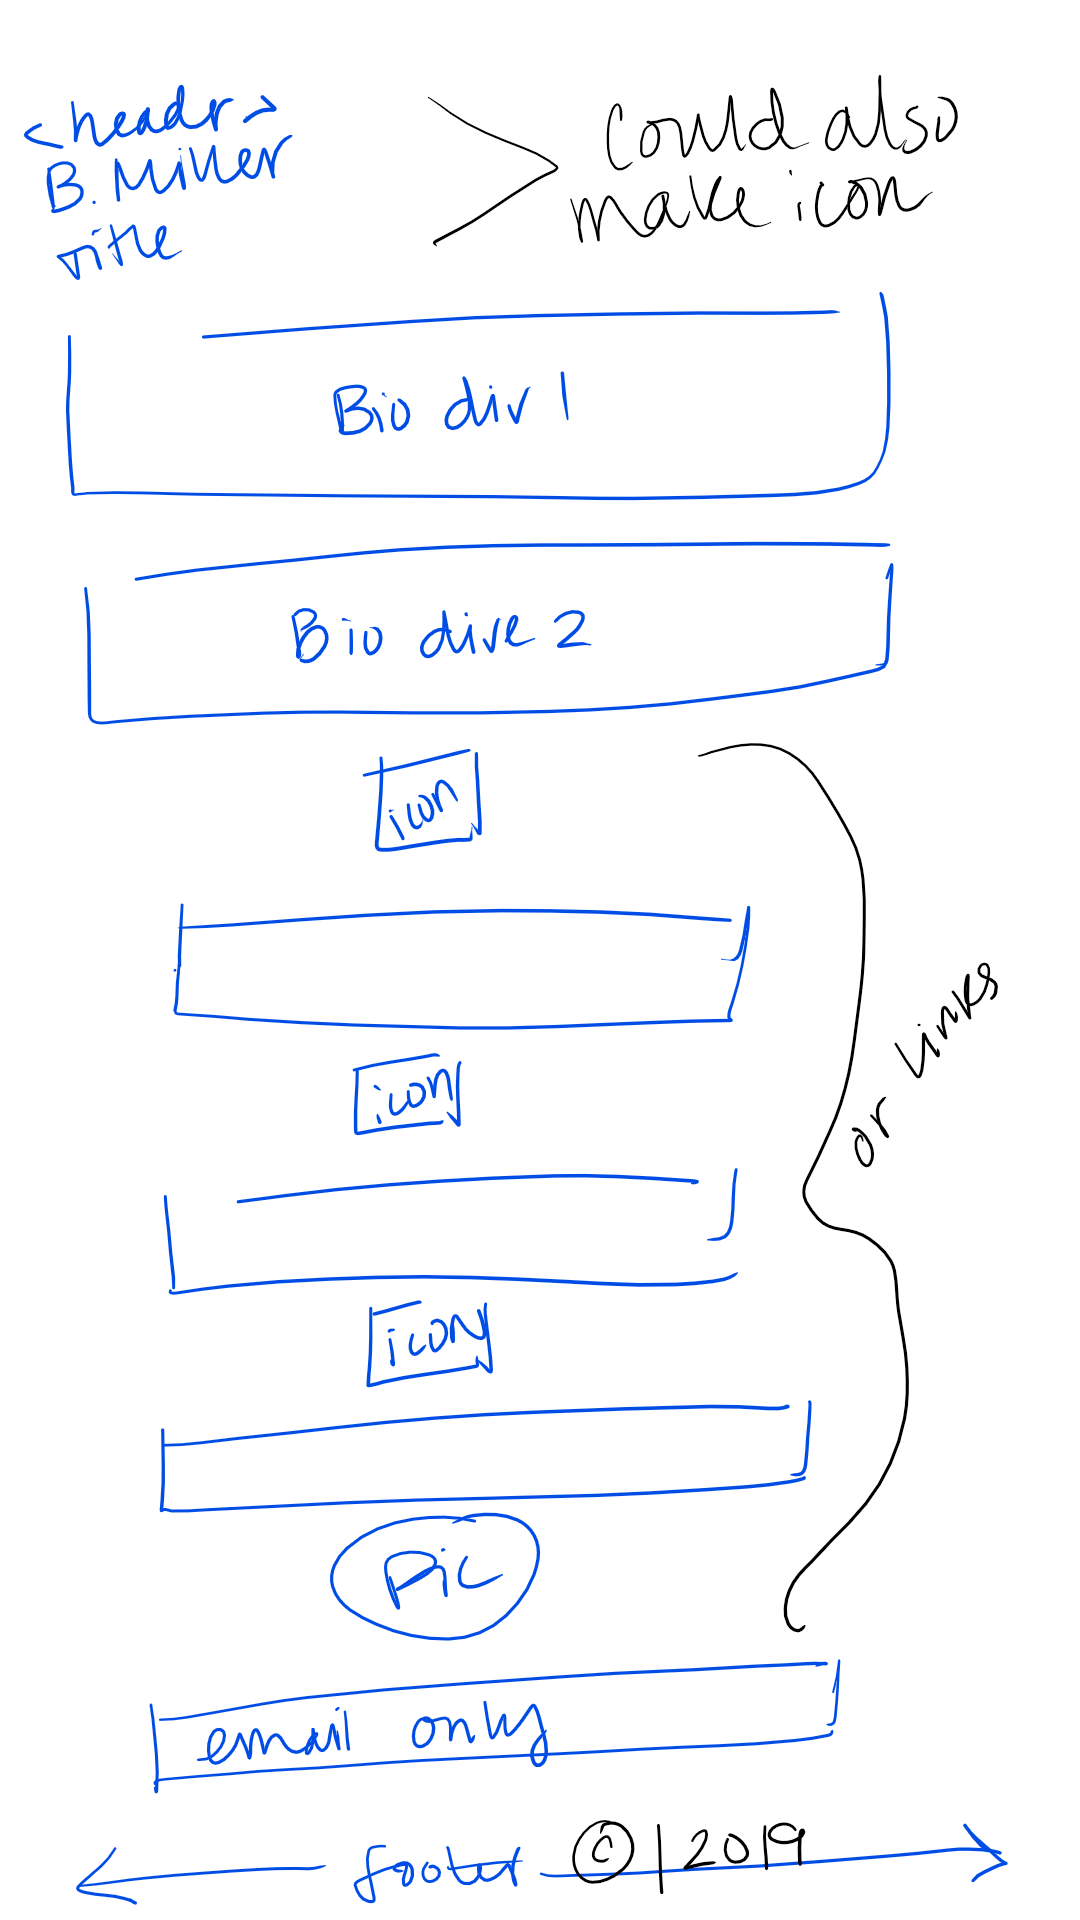 <headr>
B. Miller
Title
could also
make icon
Bio div 1
Bio dive 2
icon
icon
or links
icon
Pic
email only
footer © | 2019